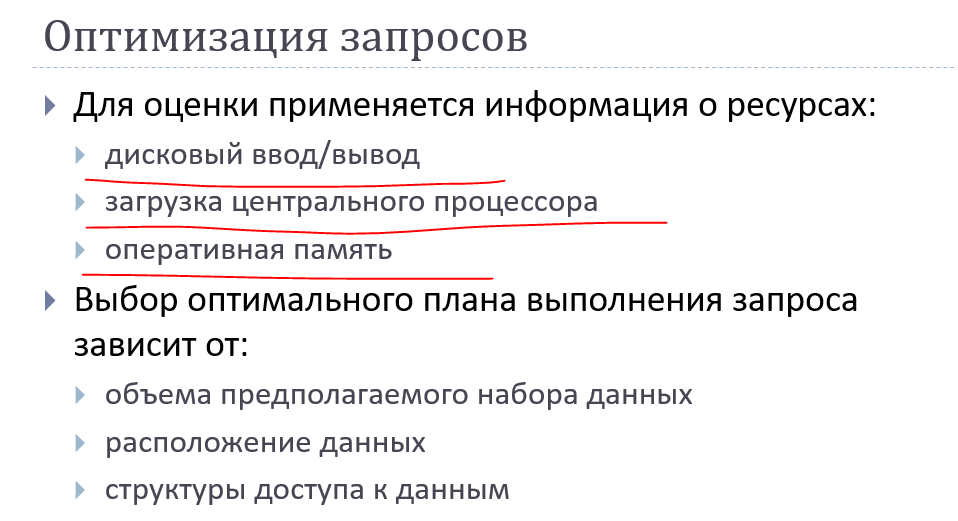 Оптимизация запросов
Для оценки применяется информация о ресурсах:
дисковый ввод/вывод
загрузка центрального процессора
оперативная память
Выбор оптимального плана выполнения запроса
зависит от:
объема предполагаемого набора данных
расположение данных
структуры доступа к данным